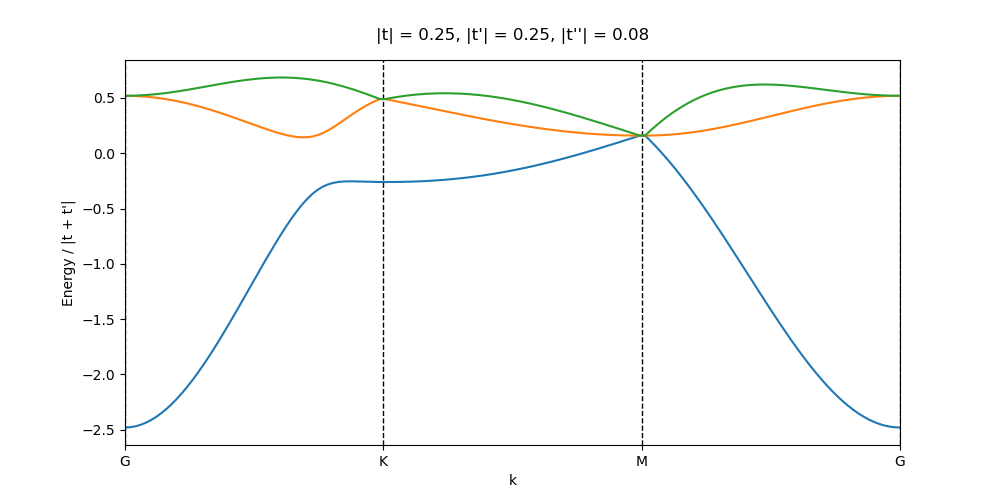 |t| = 0.25, |t'| = 0.25, |t''| = 0.08
Energy / |t + t'|
0.5
0.0
−0.5
−1.0
−1.5
−2.0
−2.5
G K M G
k